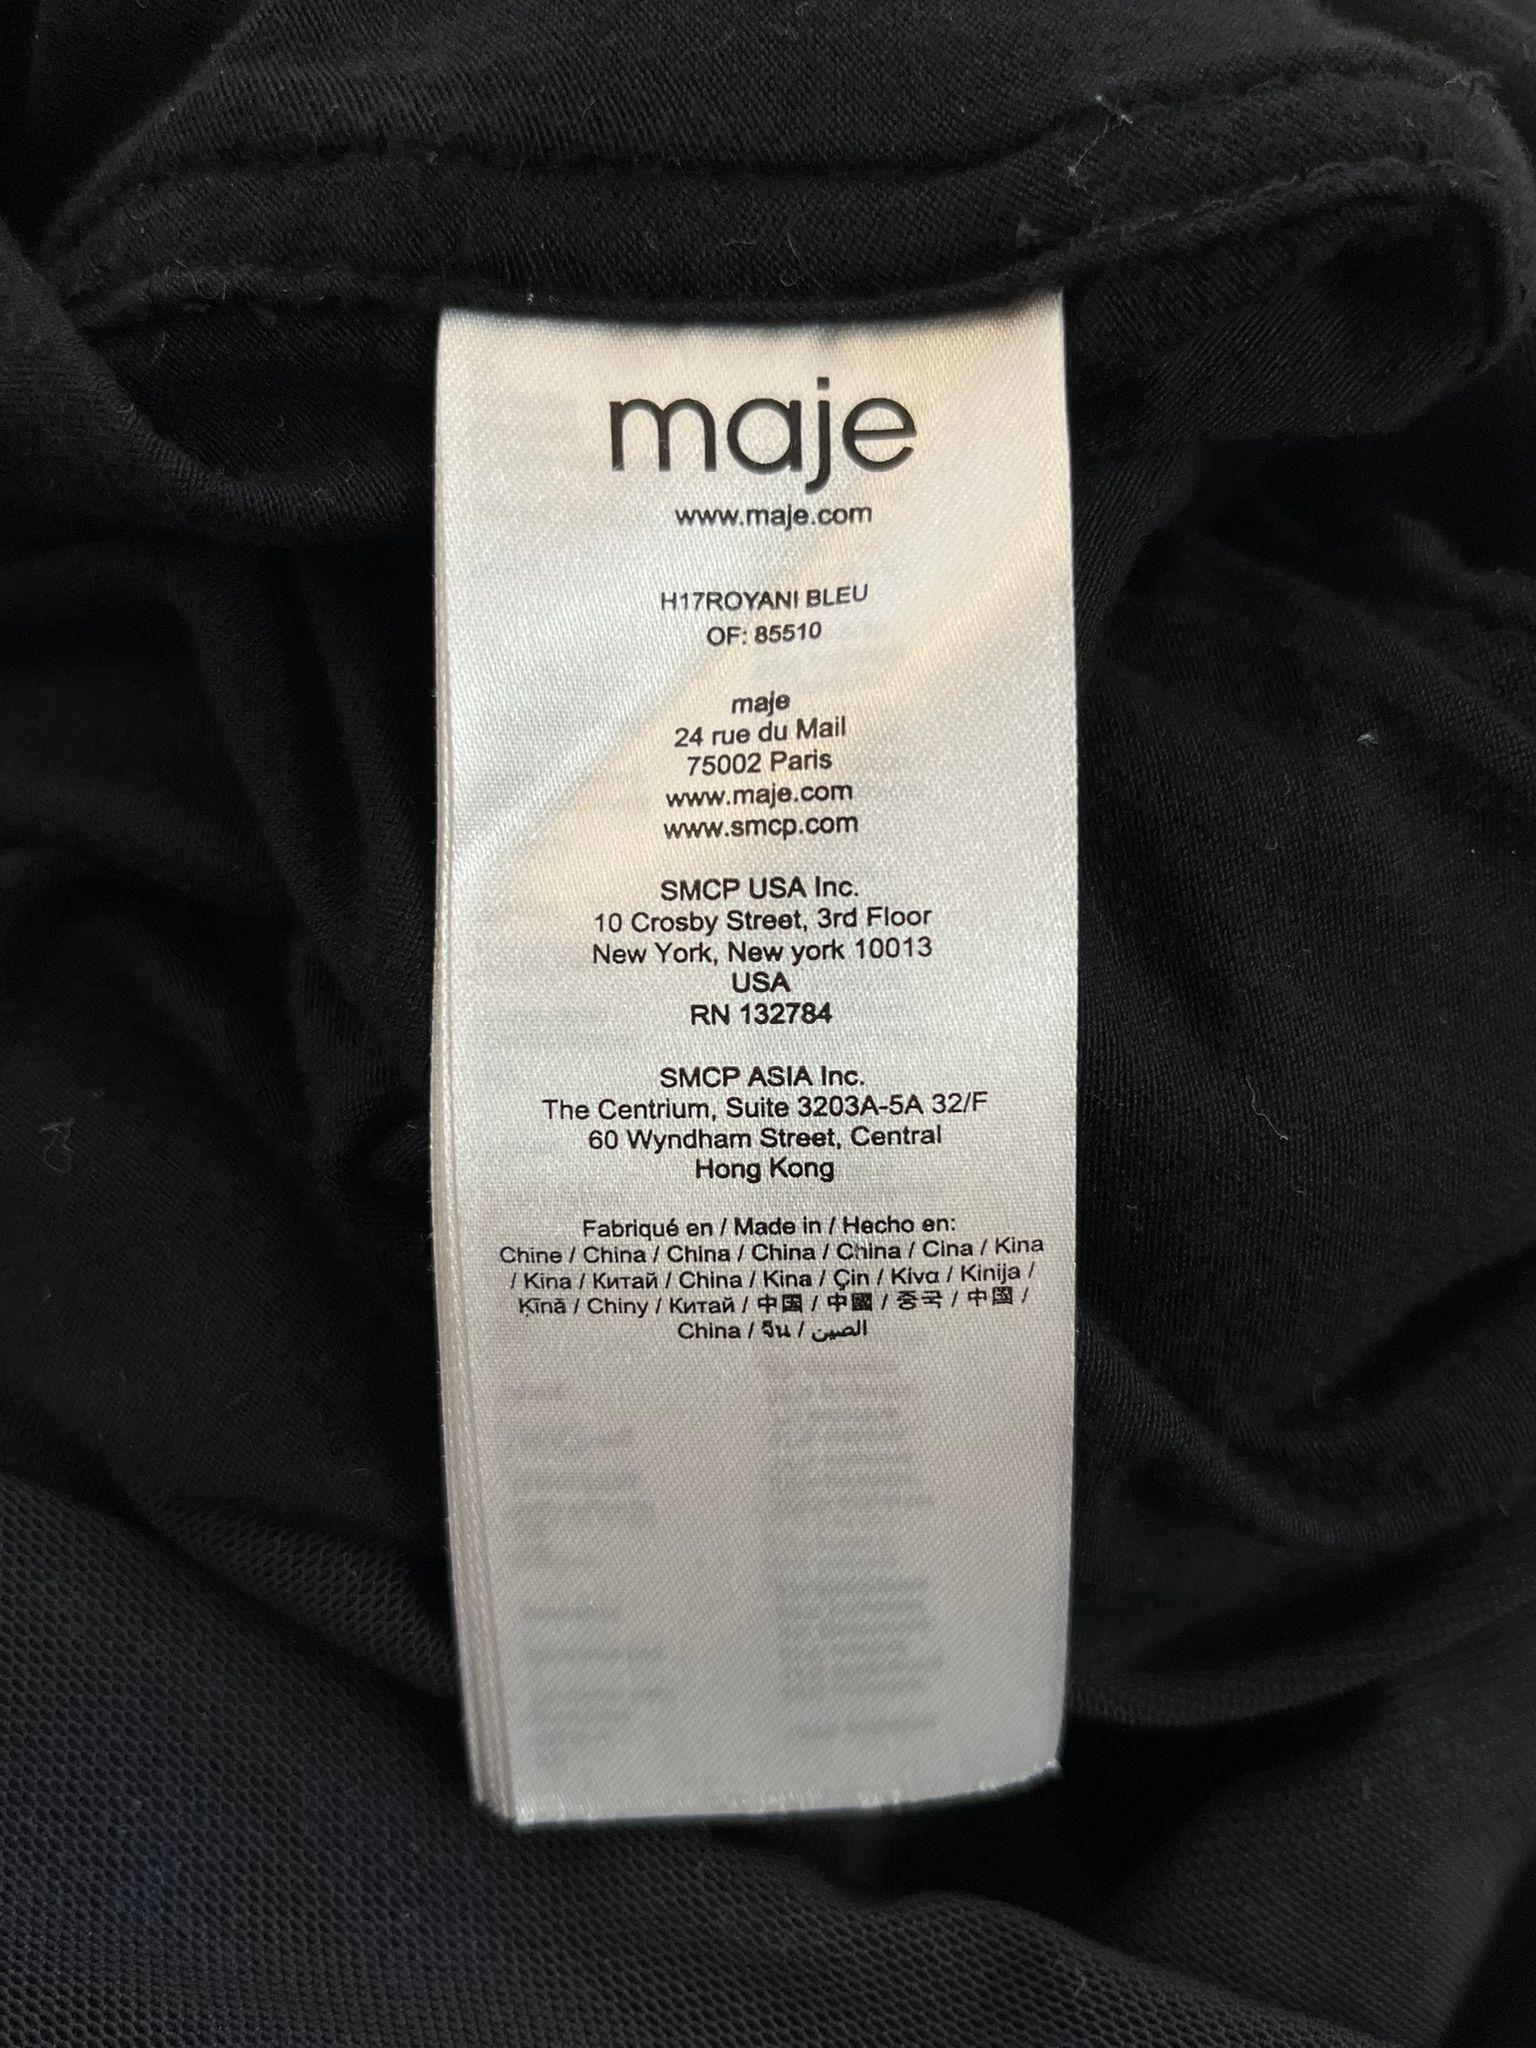 maje
www.maje.com
H17ROYANI BLEU
OF: 85510
maje
24 rue du Mail
75002 Paris
www.maje.com
www.smcp.com
SMCP USA Inc.
10 Crosby Street, 3rd Floor
New York, New york 10013
USA
RN 132784
SMCP ASIA Inc.
The Centrium, Suite 3203A-5A 32/F
60 Wyndham Street, Central
Hong Kong
Fabriqué en / Made in / Hecho en:
Chine / China / China / China / China / Cina / Kina
/ Kina / Китай / China / Kina / Çin / Kívα / Kinija /
Ķīnā / Chiny / Китай / 中国 / 中國 / 중국 / 中國 /
China / จีน / الصين